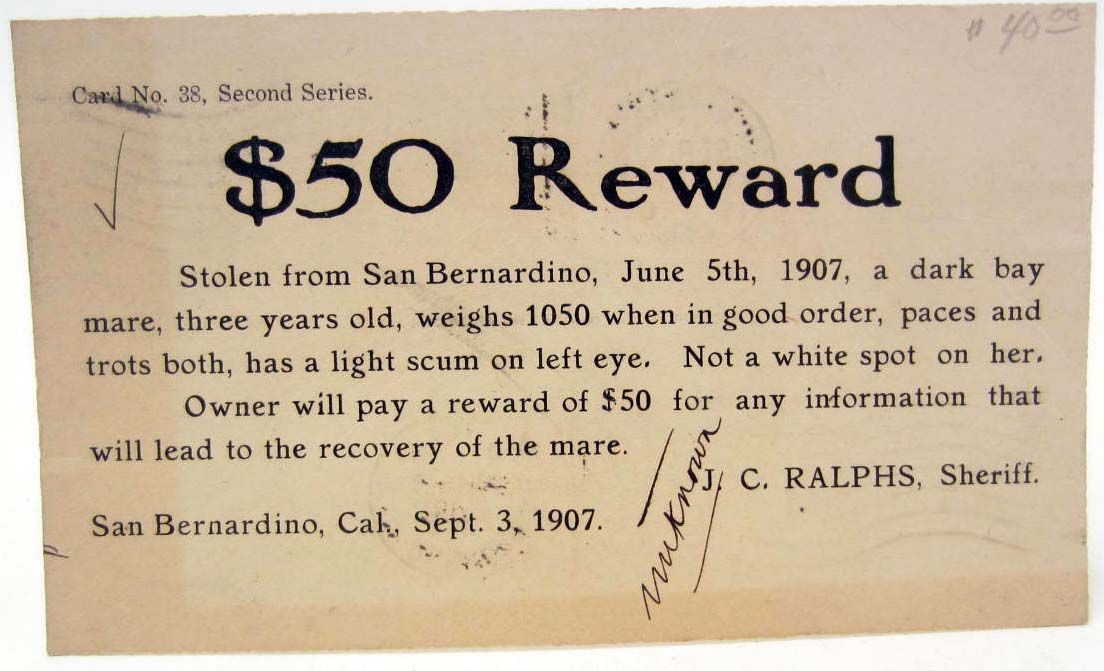 # 40 00
Card No. 38, Second Series.
$50 Reward
Stolen from San Bernardino, June 5th, 1907, a dark bay
mare, three years old, weighs 1050 when in good order, paces and
trots both, has a light scum on left eye. Not a white spot on her.
Owner will pay a reward of $50 for any information that
will lead to the recovery of the mare.
J. C. RALPHS, Sheriff.
San Bernardino, Cal., Sept. 3, 1907.
unknown